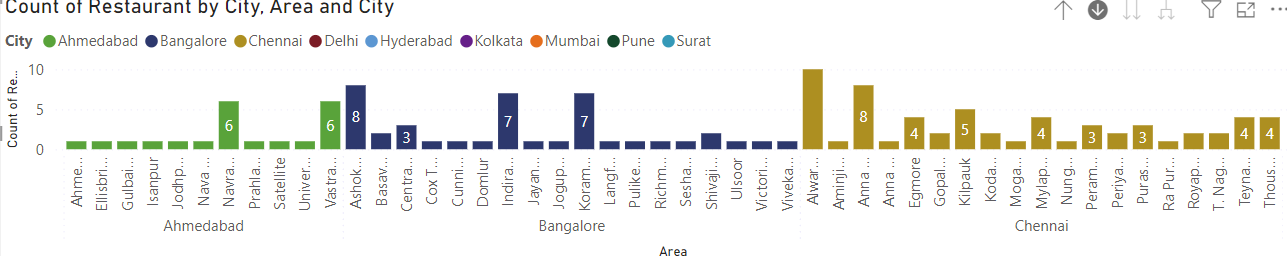 Count of Restaurant by City, Area and City
City Ahmedabad Bangalore Chennai Delhi Hyderabad Kolkata Mumbai Pune Surat
Count of Re...
10
5
0
6 6 8 3 7 7 8 4 5 4 3 3 4 4
Ahme... Ellisbri... Gulbai... Isanpur Jodhp... Nava ... Navra... Prahla... Satellite Univer... Vastra... Ashok... Basav... Centra... Cox T... Cunni... Domlur Indira... Jayan... Jogup... Koram... Langf... Pulike... Richm... Sesha... Shivaji... Ulsoor Victori... Viveka... Alwar ... Aminji... Anna ... Anna ... Egmore Gopal... Kilpauk Koda... Moga... Mylap... Nung... Peram... Periya... Puras... Ra Pur... Royap... T. Nag... Teyna... Thous...
Ahmedabad Bangalore Chennai
Area